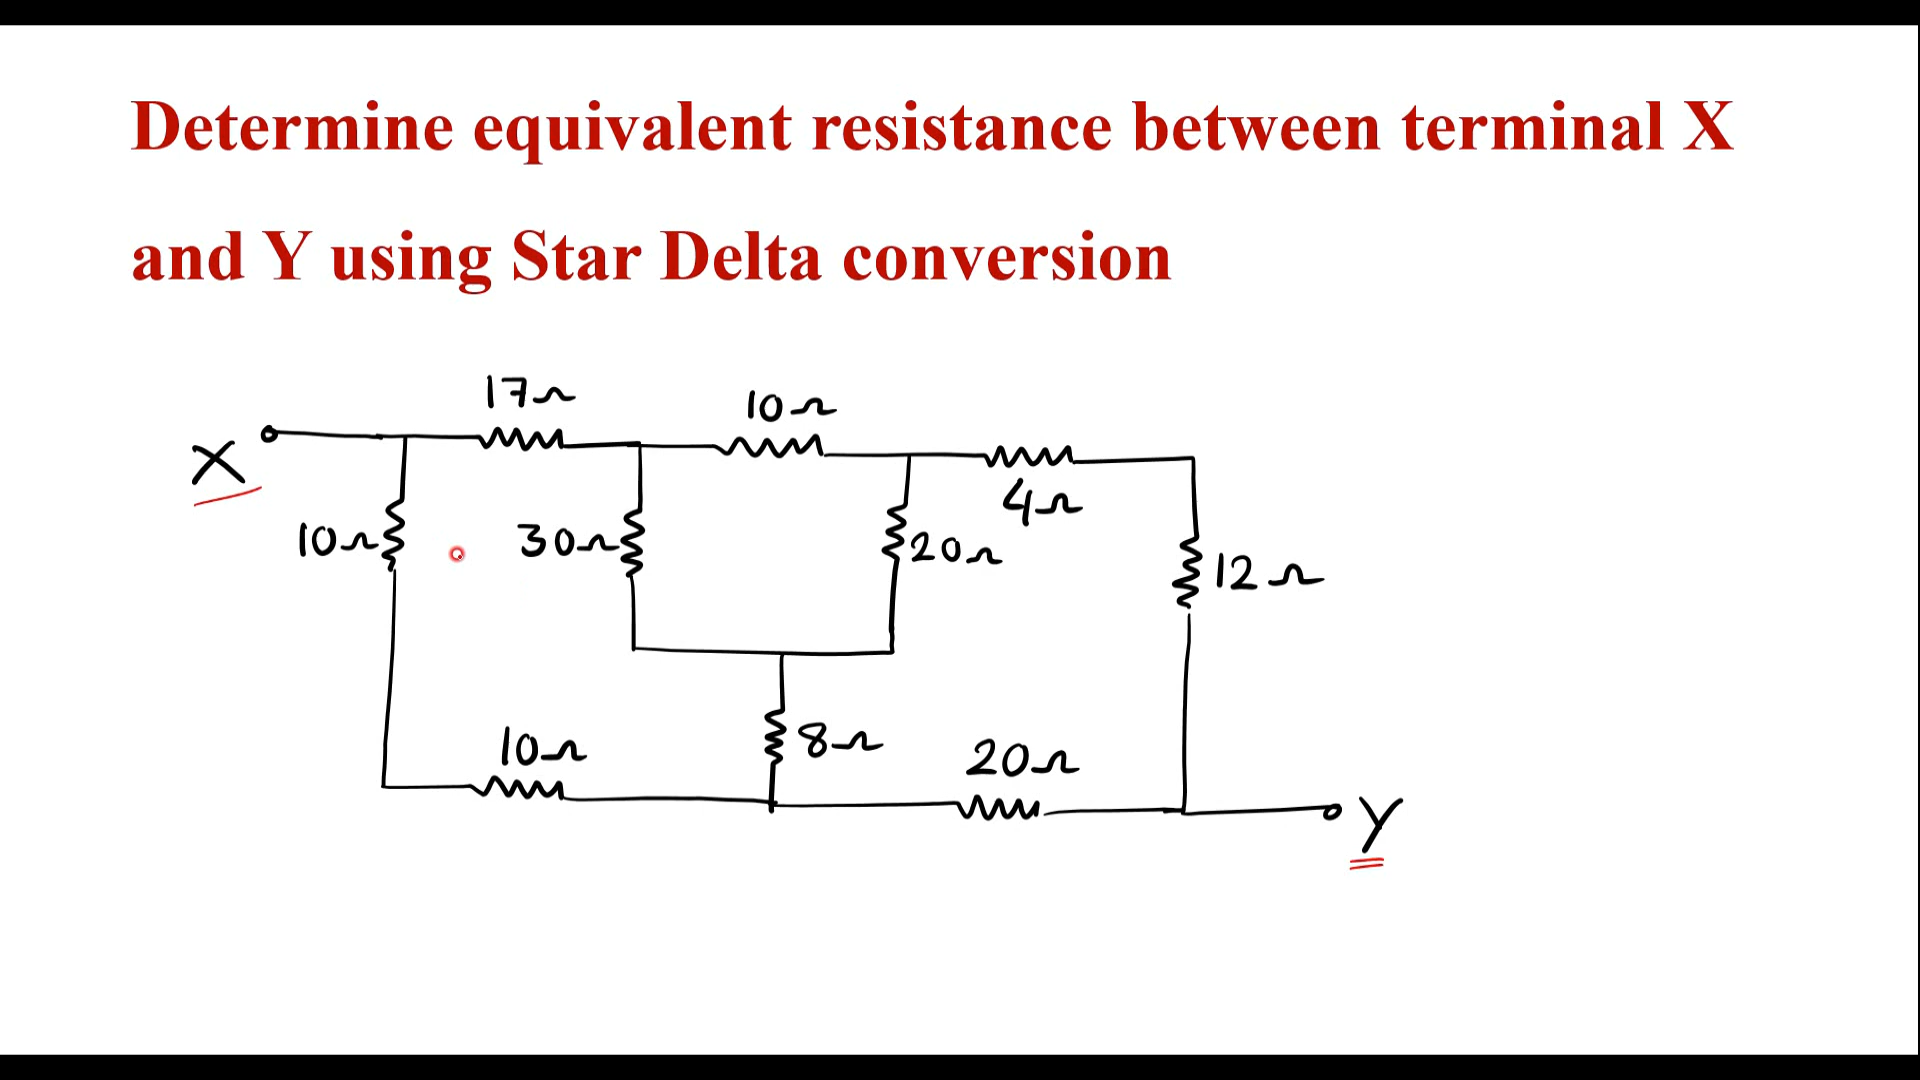 Determine equivalent resistance between terminal X
and Y using Star Delta conversion
17Ω
10Ω
X
4Ω
10Ω
30Ω
20Ω
12Ω
10Ω
8Ω
20Ω
Y